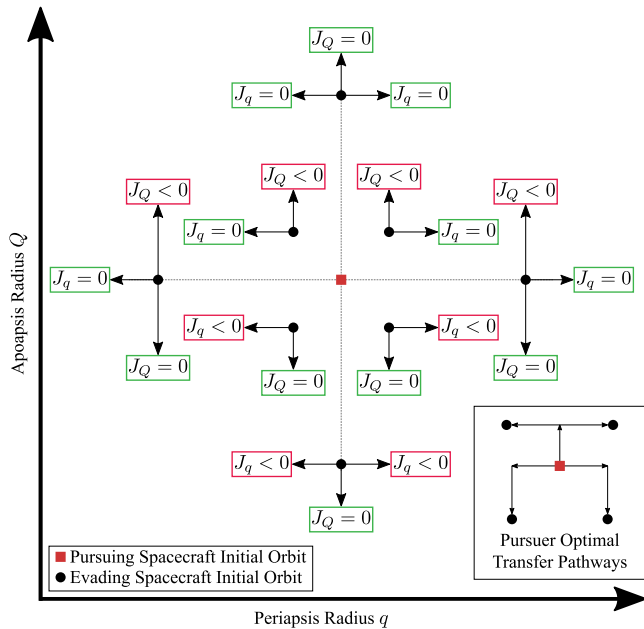 J_Q = 0
J_q = 0
J_q = 0
J_Q < 0
J_Q < 0
J_Q < 0
J_Q < 0
J_q = 0
J_q = 0
J_q = 0
J_q = 0
J_q < 0
J_q < 0
J_Q = 0
J_Q = 0
J_Q = 0
J_Q = 0
J_q < 0
J_q < 0
J_Q = 0
Apoapsis Radius Q
Periapsis Radius q
Pursuing Spacecraft Initial Orbit
Evading Spacecraft Initial Orbit
Pursuer Optimal
Transfer Pathways